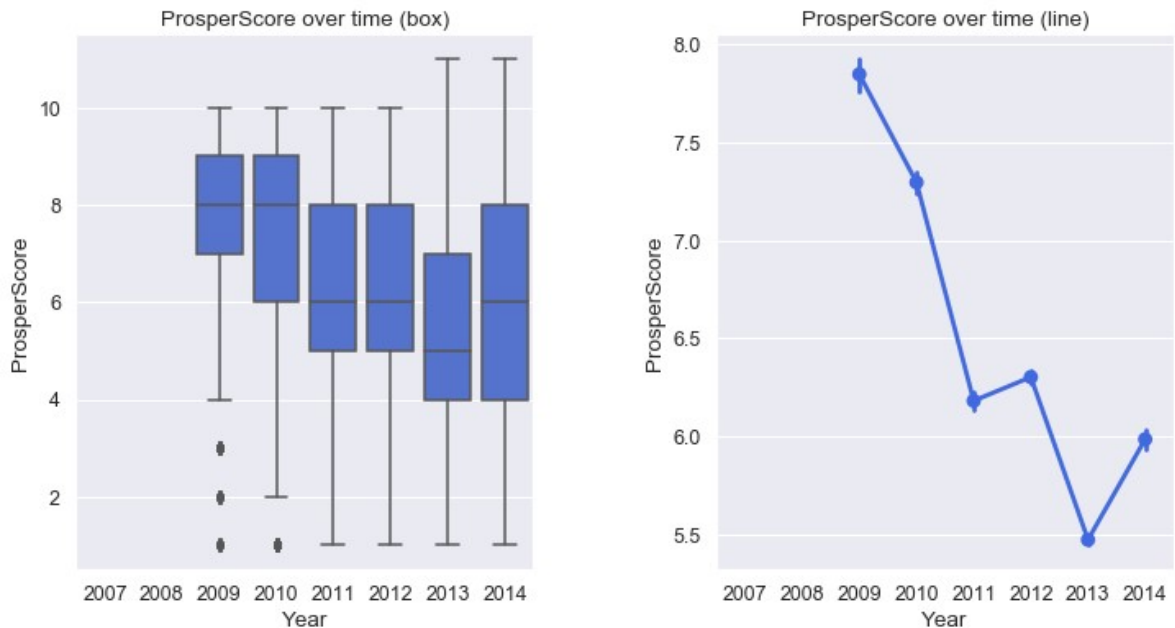 ProsperScore over time (box)
ProsperScore
10
8
6
4
2
2007 2008 2009 2010 2011 2012 2013 2014
Year
ProsperScore over time (line)
ProsperScore
8.0
7.5
7.0
6.5
6.0
5.5
2007 2008 2009 2010 2011 2012 2013 2014
Year